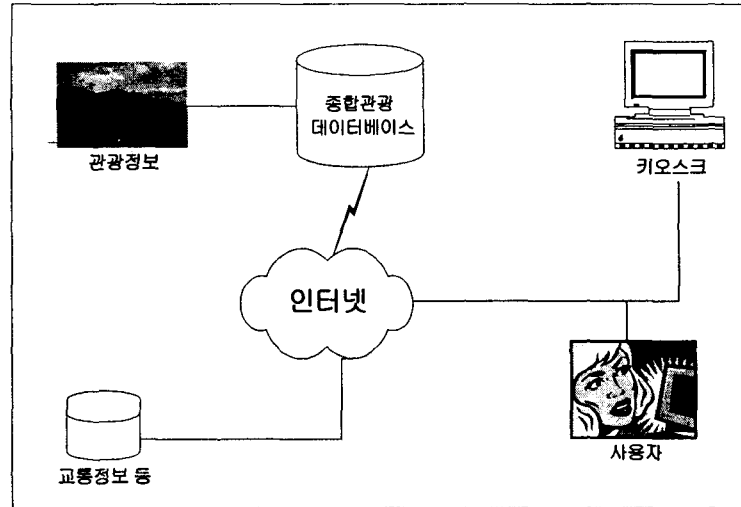 종합관광
데이터베이스
관광정보
키오스크
인터넷
사용자
교통정보 등